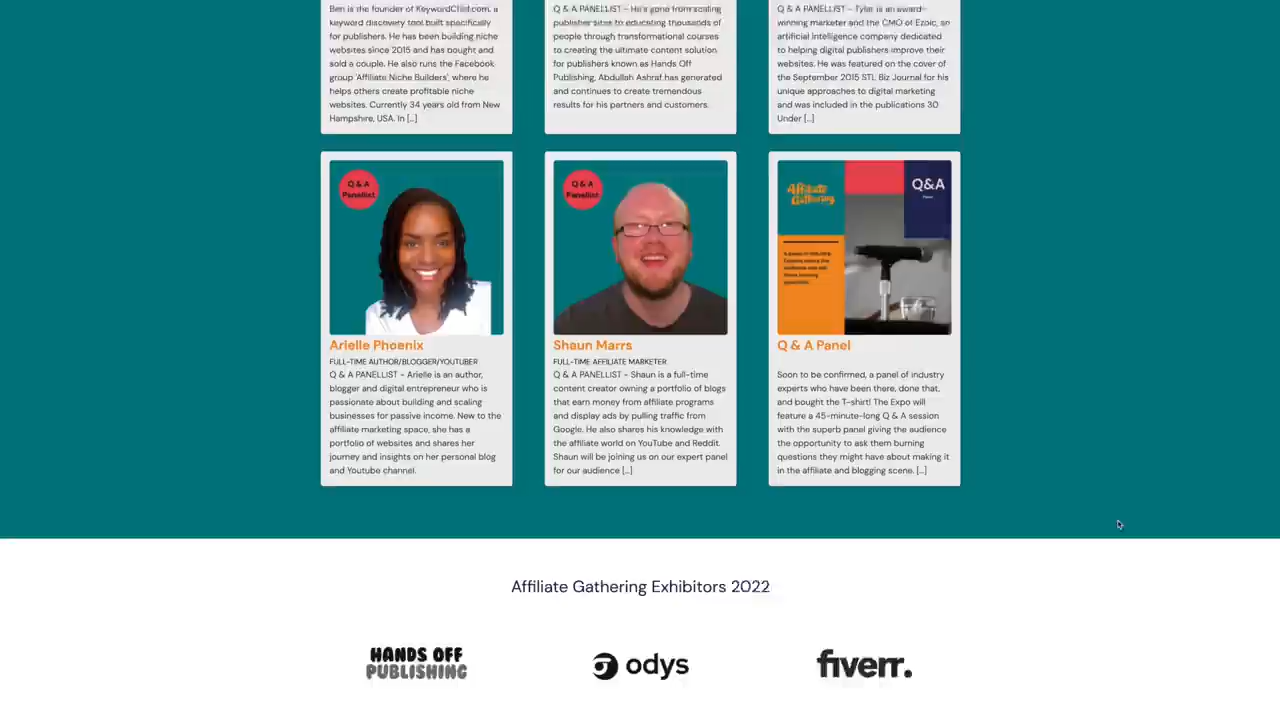 Ben is the founder of KeywordChief.com, a
keyword discovery tool built specifically
for publishers. He has been building niche
websites since 2015 and has bought and
sold a couple. He also runs the Facebook
group 'Affiliate Niche Builders', where he
helps others create profitable niche
websites. Currently 34 years old from New
Hampshire, USA. In [...]
Q & A PANELLIST - He's gone from scaling
publisher sites to educating thousands of
people through transformational courses
to creating the ultimate content solution
for publishers known as Hands Off
Publishing, Abdullah Ashraf has generated
and continues to create tremendous
results for his partners and customers.
Q & A PANELLIST - Tyler is an award-
winning marketer and the CMO of Ezoic, an
artificial intelligence company dedicated
to helping digital publishers improve their
websites. He was featured on the cover of
the September 2015 STL Biz Journal for his
unique approaches to digital marketing
and was included in the publications 30
Under [...]
Q & A
Panellist
Arielle Phoenix
FULL-TIME AUTHOR/BLOGGER/YOUTUBER
Q & A PANELLIST - Arielle is an author,
blogger and digital entrepreneur who is
passionate about building and scaling
businesses for passive income. New to the
affiliate marketing space, she has a
portfolio of websites and shares her
journey and insights on her personal blog
and Youtube channel.
Q & A
Panellist
Shaun Marrs
FULL-TIME AFFILIATE MARKETER
Q & A PANELLIST - Shaun is a full-time
content creator owning a portfolio of blogs
that earn money from affiliate programs
and display ads by pulling traffic from
Google. He also shares his knowledge with
the affiliate world on YouTube and Reddit.
Shaun will be joining us on our expert panel
for our audience [...]
Affiliate
Gathering
Q&A
Q & A Panel
Soon to be confirmed, a panel of industry
experts who have been there, done that,
and bought the T-shirt! The Expo will
feature a 45-minute-long Q & A session
with the superb panel giving the audience
the opportunity to ask them burning
questions they might have about making it
in the affiliate and blogging scene. [...]
Affiliate Gathering Exhibitors 2022
HANDS OFF
PUBLISHING
odys
fiverr.